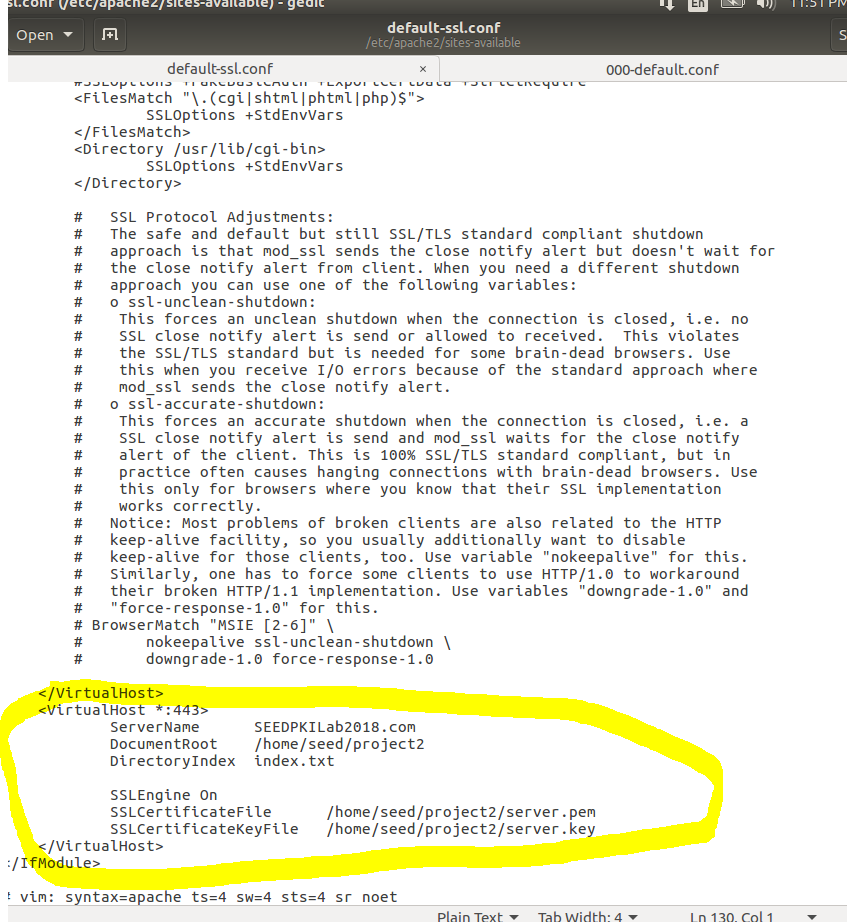 sl.conf (/etc/apache2/sites-available) - gedit
En 11:51 PM
Open
default-ssl.conf
/etc/apache2/sites-available
S
default-ssl.conf × 000-default.conf
#SSLOptions +FakeBasicAuth +ExportCertData +StrictRequire
<FilesMatch "\.(cgi|shtml|phtml|php)$">
SSLOptions +StdEnvVars
</FilesMatch>
<Directory /usr/lib/cgi-bin>
SSLOptions +StdEnvVars
</Directory>
# SSL Protocol Adjustments:
# The safe and default but still SSL/TLS standard compliant shutdown
# approach is that mod_ssl sends the close notify alert but doesn't wait for
# the close notify alert from client. When you need a different shutdown
# approach you can use one of the following variables:
# o ssl-unclean-shutdown:
# This forces an unclean shutdown when the connection is closed, i.e. no
# SSL close notify alert is send or allowed to received. This violates
# the SSL/TLS standard but is needed for some brain-dead browsers. Use
# this when you receive I/O errors because of the standard approach where
# mod_ssl sends the close notify alert.
# o ssl-accurate-shutdown:
# This forces an accurate shutdown when the connection is closed, i.e. a
# SSL close notify alert is send and mod_ssl waits for the close notify
# alert of the client. This is 100% SSL/TLS standard compliant, but in
# practice often causes hanging connections with brain-dead browsers. Use
# this only for browsers where you know that their SSL implementation
# works correctly.
# Notice: Most problems of broken clients are also related to the HTTP
# keep-alive facility, so you usually additionally want to disable
# keep-alive for those clients, too. Use variable "nokeepalive" for this.
# Similarly, one has to force some clients to use HTTP/1.0 to workaround
# their broken HTTP/1.1 implementation. Use variables "downgrade-1.0" and
# "force-response-1.0" for this.
# BrowserMatch "MSIE [2-6]" \
# nokeepalive ssl-unclean-shutdown \
# downgrade-1.0 force-response-1.0
</VirtualHost>
<VirtualHost *:443>
ServerName SEEDPKILab2018.com
DocumentRoot /home/seed/project2
DirectoryIndex index.txt
SSLEngine On
SSLCertificateFile /home/seed/project2/server.pem
SSLCertificateKeyFile /home/seed/project2/server.key
</VirtualHost>
</IfModule>
# vim: syntax=apache ts=4 sw=4 sts=4 sr noet
Plain Text Tab Width: 4 Ln 130, Col 1